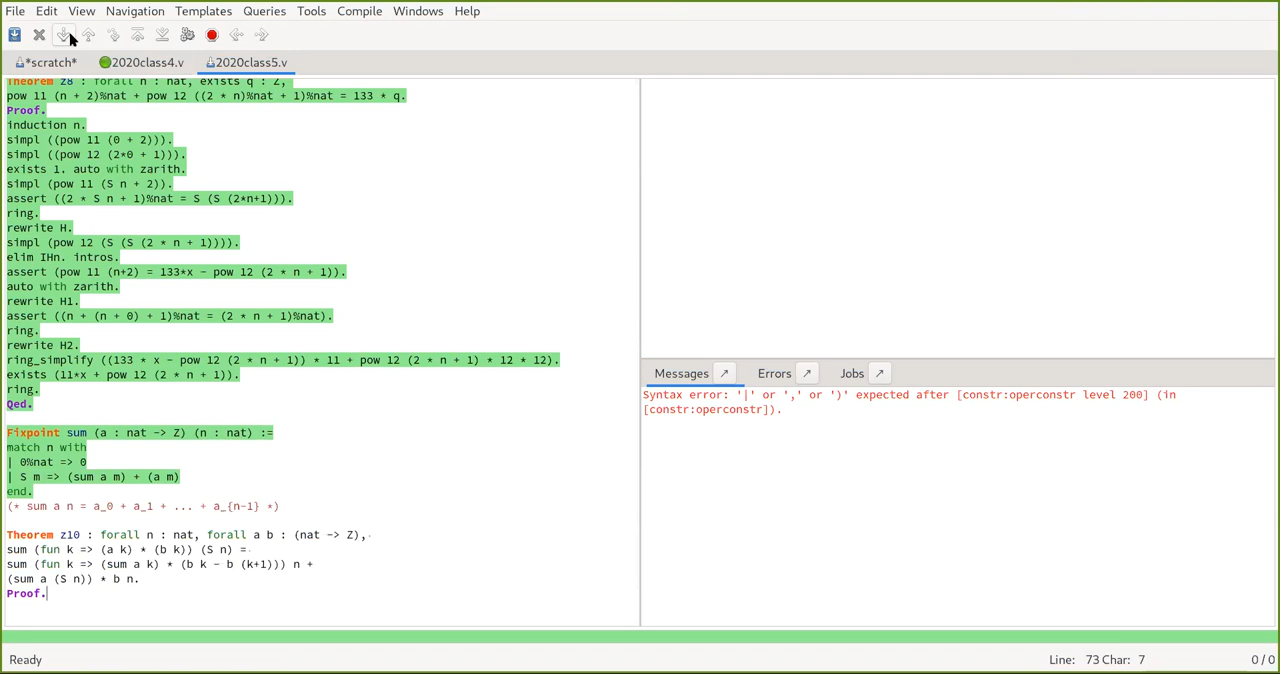 File Edit View Navigation Templates Queries Tools Compile Windows Help
*scratch* 2020class4.v 2020class5.v
Theorem z8 : forall n : nat, exists q : Z,
pow 11 (n + 2)%nat + pow 12 ((2 * n)%nat + 1)%nat = 133 * q.
Proof.
induction n.
simpl ((pow 11 (0 + 2))).
simpl ((pow 12 (2*0 + 1))).
exists 1. auto with zarith.
simpl (pow 11 (S n + 2)).
assert ((2 * S n + 1)%nat = S (S (2*n+1))).
ring.
rewrite H.
simpl (pow 12 (S (S (2 * n + 1)))).
elim IHn. intros.
assert (pow 11 (n+2) = 133*x - pow 12 (2 * n + 1)).
auto with zarith.
rewrite H1.
assert ((n + (n + 0) + 1)%nat = (2 * n + 1)%nat).
ring.
rewrite H2.
ring_simplify ((133 * x - pow 12 (2 * n + 1)) * 11 + pow 12 (2 * n + 1) * 12 * 12).
exists (11*x + pow 12 (2 * n + 1)).
ring.
Qed.
Fixpoint sum (a : nat -> Z) (n : nat) :=
match n with
| 0%nat => 0
| S m => (sum a m) + (a m)
end.
(* sum a n = a_0 + a_1 + ... + a_{n-1} *)
Theorem z10 : forall n : nat, forall a b : (nat -> Z),
sum (fun k => (a k) * (b k)) (S n) =
sum (fun k => (sum a k) * (b k - b (k+1))) n +
(sum a (S n)) * b n.
Proof.
Messages Errors Jobs
Syntax error: '|' or ',' or ')' expected after [constr:operconstr level 200] (in
[constr:operconstr]).
Ready Line: 73 Char: 7 0 / 0